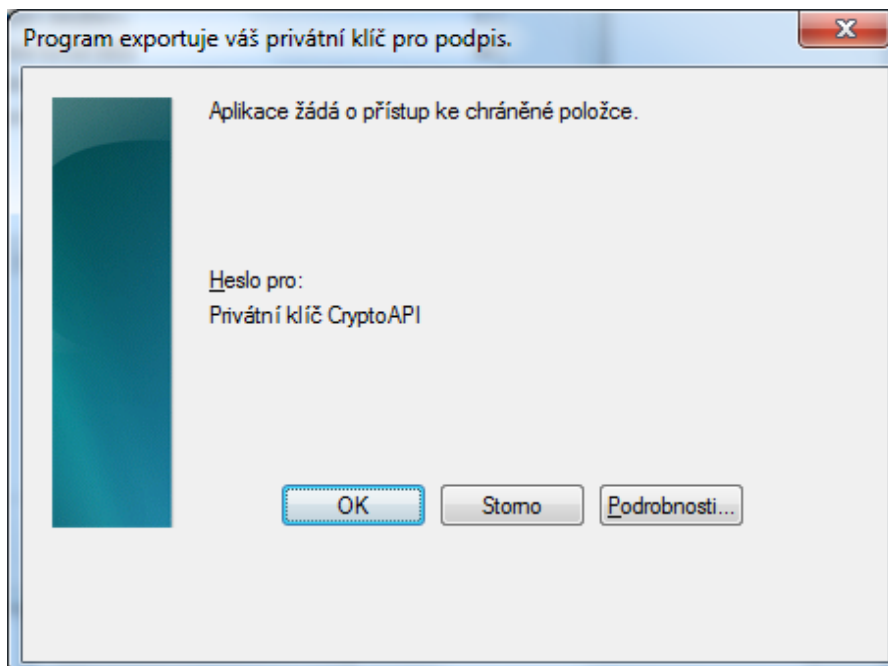 Program exportuje váš privátní klíč pro podpis.
Aplikace žádá o přístup ke chráněné položce.
Heslo pro:
Privátní klíč CryptoAPI
OK
Storno
Podrobnosti...